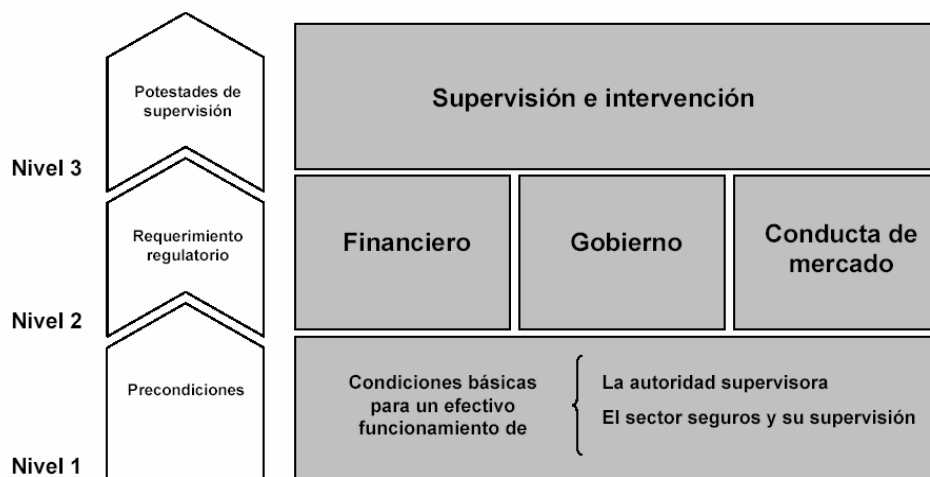 Potestades de
supervisión
Supervisión e intervención
Nivel 3
Requerimiento
regulatorio
Financiero
Gobierno
Conducta de
mercado
Nivel 2
Precondiciones
Condiciones básicas
para un efectivo
funcionamiento de
La autoridad supervisora
El sector seguros y su supervisión
Nivel 1